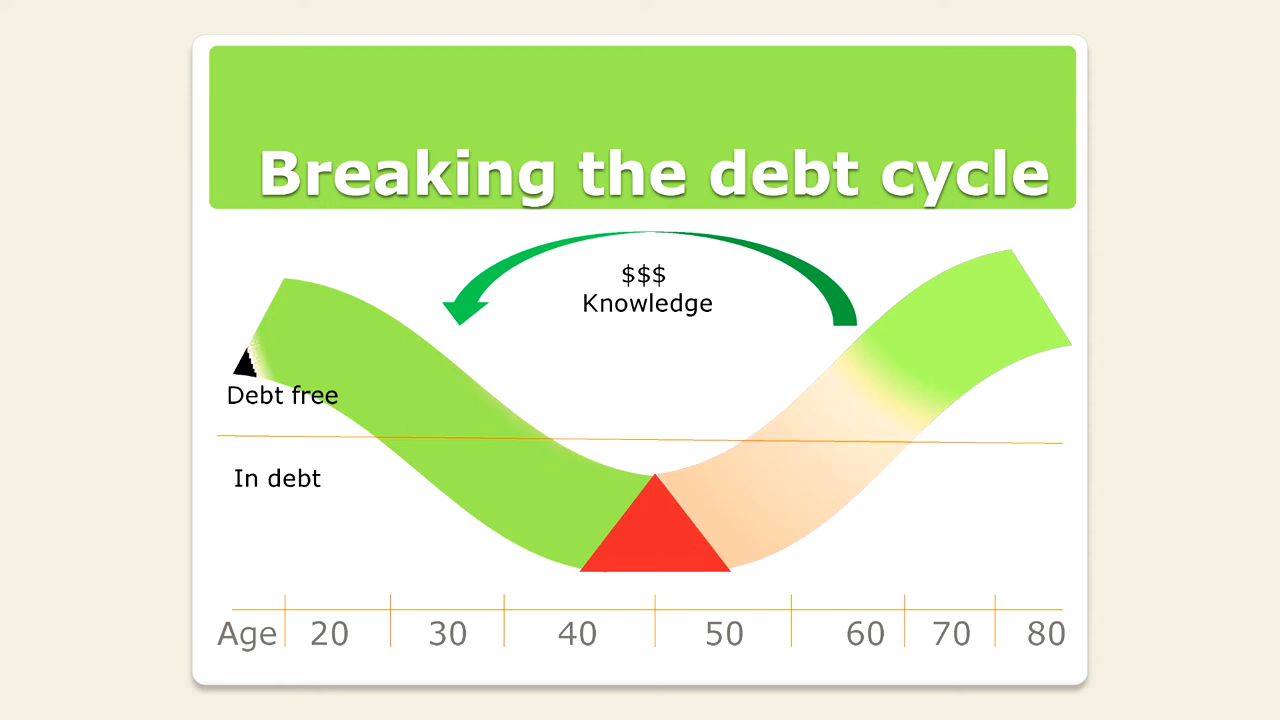 Breaking the debt cycle
$$$
Knowledge
Debt free
In debt
Age 20 30 40 50 60 70 80